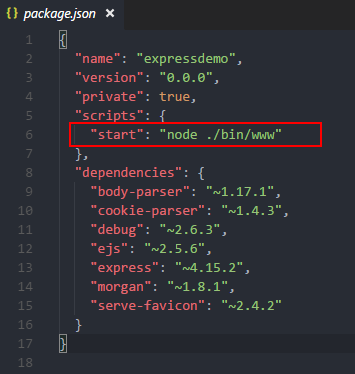 {} package.json ×
1 {
2 "name": "expressdemo",
3 "version": "0.0.0",
4 "private": true,
5 "scripts": {
6 "start": "node ./bin/www"
7 },
8 "dependencies": {
9 "body-parser": "~1.17.1",
10 "cookie-parser": "~1.4.3",
11 "debug": "~2.6.3",
12 "ejs": "~2.5.6",
13 "express": "~4.15.2",
14 "morgan": "~1.8.1",
15 "serve-favicon": "~2.4.2"
16 }
17 }
18